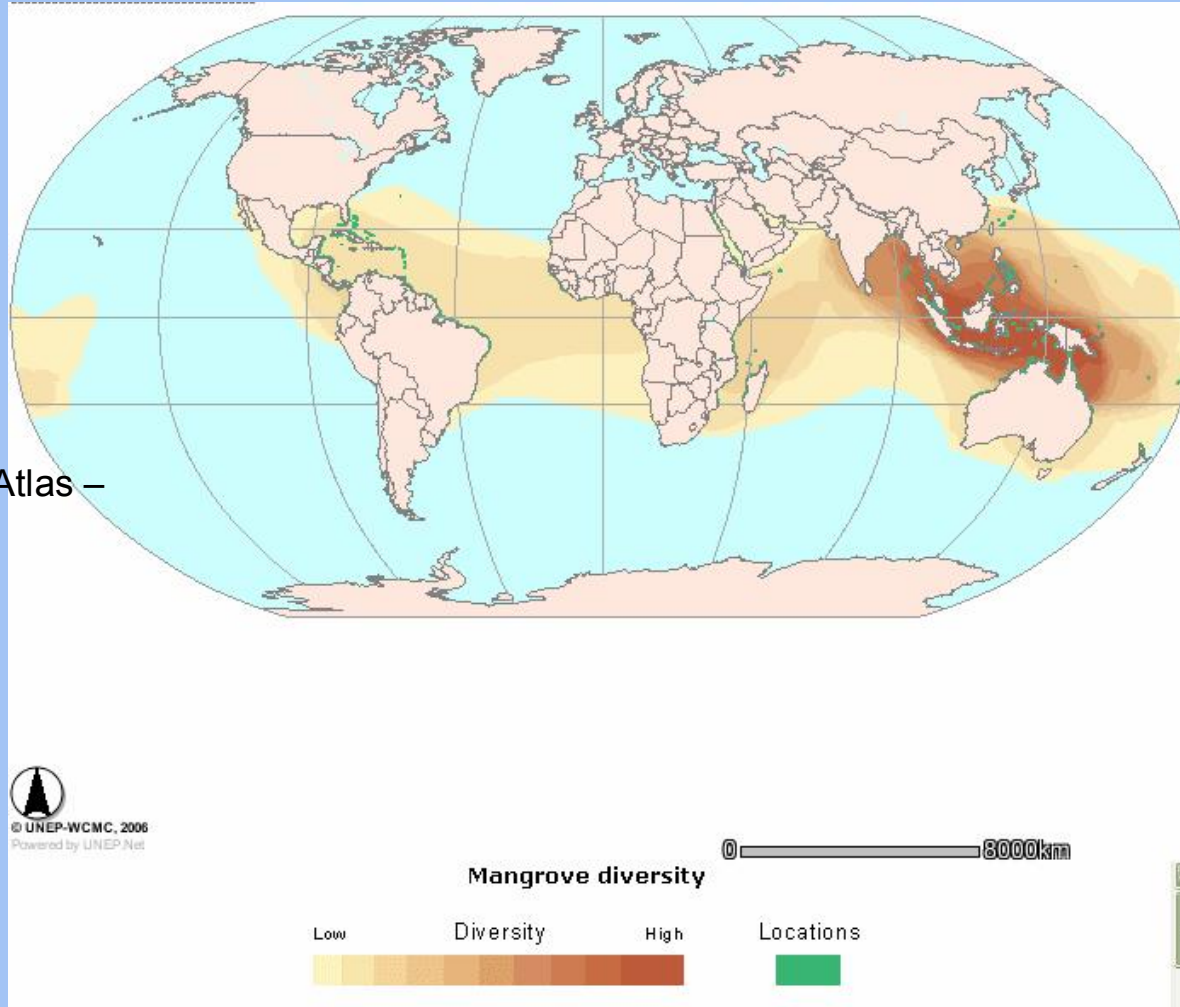 Atlas –
© UNEP-WCMC, 2006
Powered by UNEP.Net
0 8000km
Mangrove diversity
Low Diversity High Locations